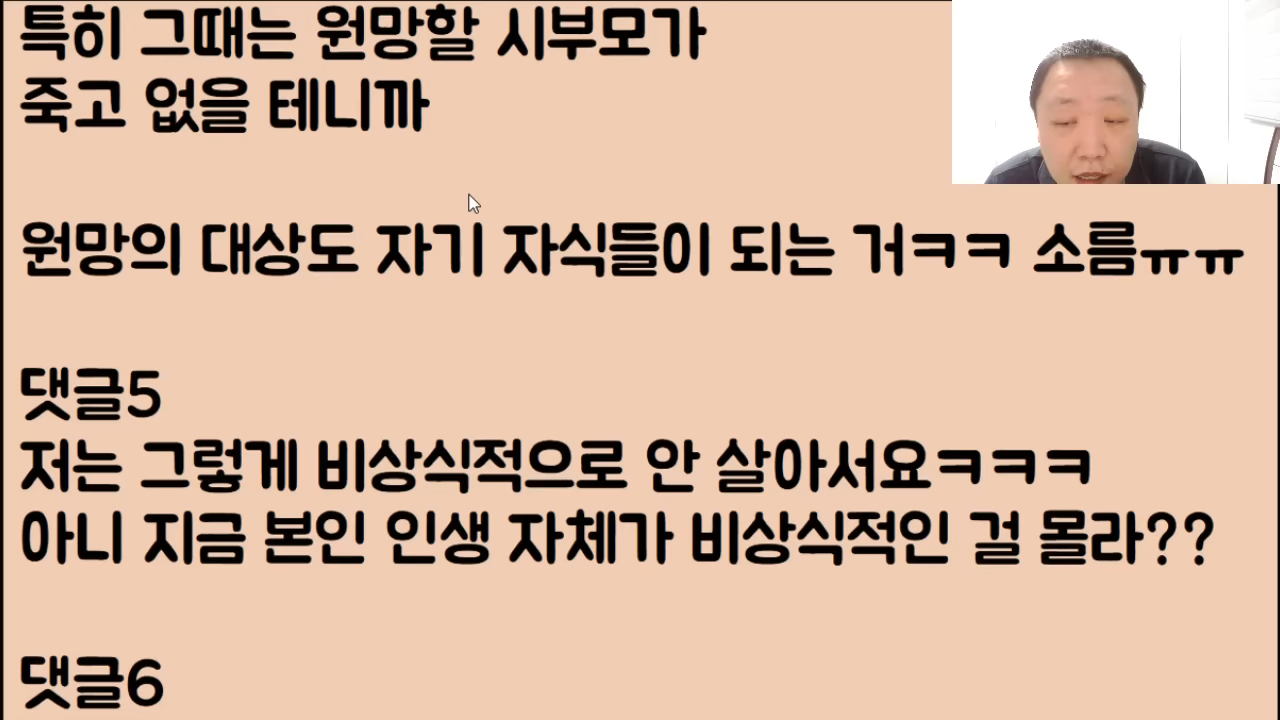 특히 그때는 원망할 시부모가
죽고 없을 테니까
원망의 대상도 자기 자식들이 되는 거ㅋㅋ 소름ㅠㅠ
댓글5
저는 그렇게 비상식적으로 안 살아서요ㅋㅋㅋ
아니 지금 본인 인생 자체가 비상식적인 걸 몰라??
댓글6